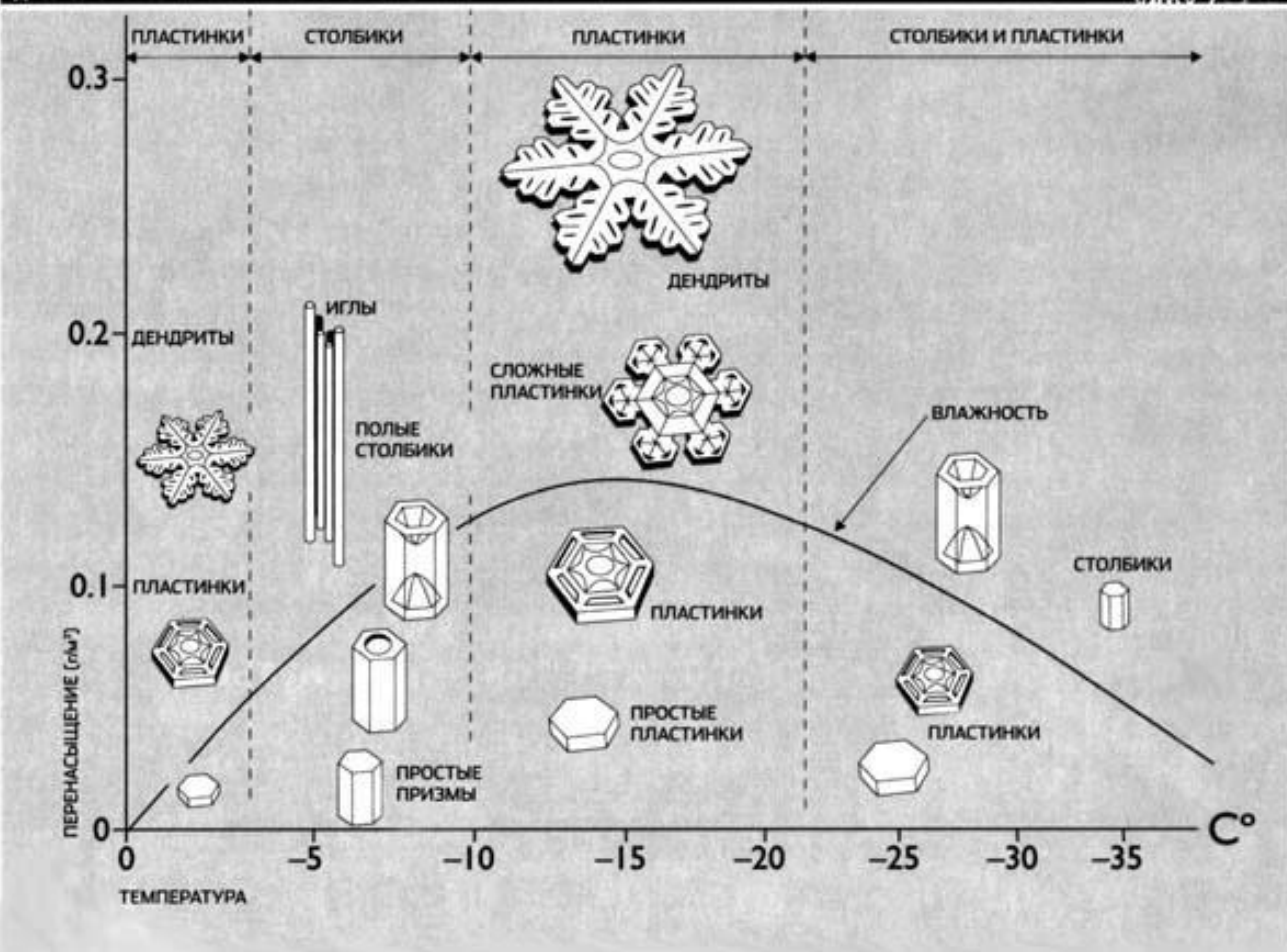 ПЛАСТИНКИ
СТОЛБИКИ
ПЛАСТИНКИ
СТОЛБИКИ И ПЛАСТИНКИ
0.3
ДЕНДРИТЫ
ИГЛЫ
0.2
ДЕНДРИТЫ
СЛОЖНЫЕ
ПЛАСТИНКИ
ВЛАЖНОСТЬ
ПОЛЫЕ
СТОЛБИКИ
СТОЛБИКИ
0.1
ПЛАСТИНКИ
ПЛАСТИНКИ
ПРОСТЫЕ
ПЛАСТИНКИ
ПЛАСТИНКИ
ПРОСТЫЕ
ПРИЗМЫ
ПЕРЕНАСЫЩЕНИЕ (г/м³)
0
C°
0
–5
–10
–15
–20
–25
–30
–35
ТЕМПЕРАТУРА